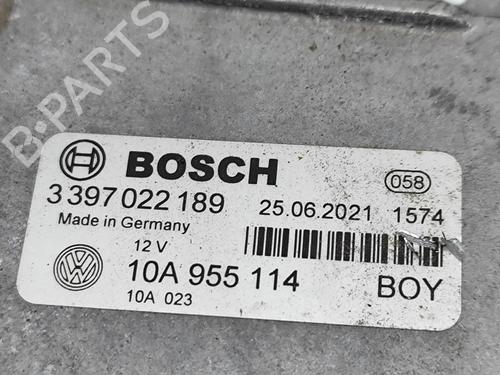 B-PARTS
BOSCH
058
3 397 022 189 25.06.2021 1574
Made in Germany
12 V
10A 955 114 BOY
10A 023